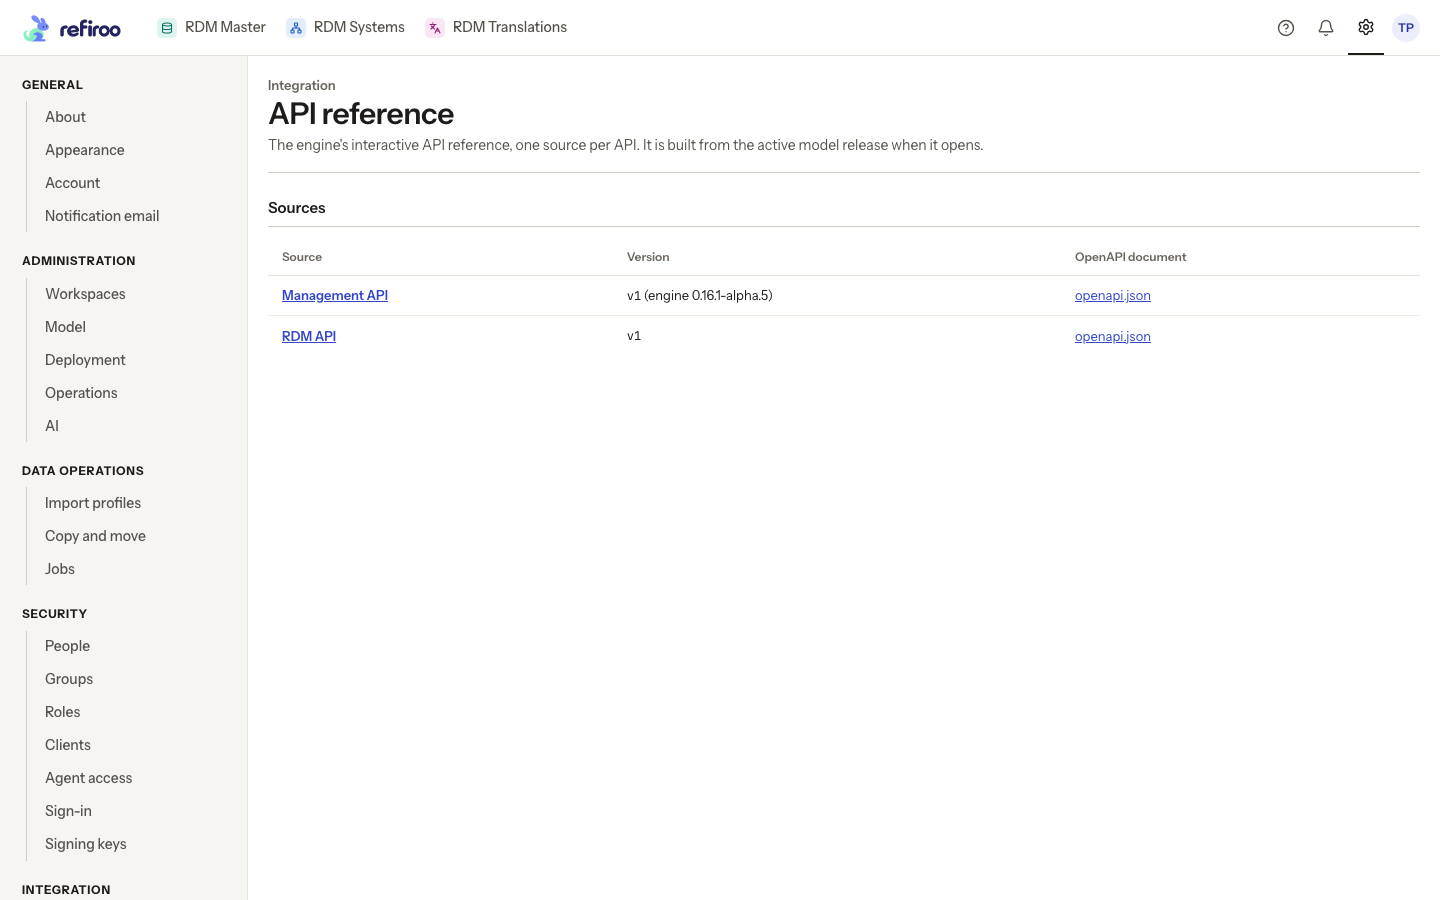 refiroo
RDM Master
RDM Systems
RDM Translations
TP
GENERAL
About
Appearance
Account
Notification email
ADMINISTRATION
Workspaces
Model
Deployment
Operations
AI
DATA OPERATIONS
Import profiles
Copy and move
Jobs
SECURITY
People
Groups
Roles
Clients
Agent access
Sign-in
Signing keys
INTEGRATION
Integration
API reference
The engine's interactive API reference, one source per API. It is built from the active model release when it opens.
Sources
Source Version OpenAPI document
Management API v1 (engine 0.16.1-alpha.5) openapi.json
RDM API v1 openapi.json